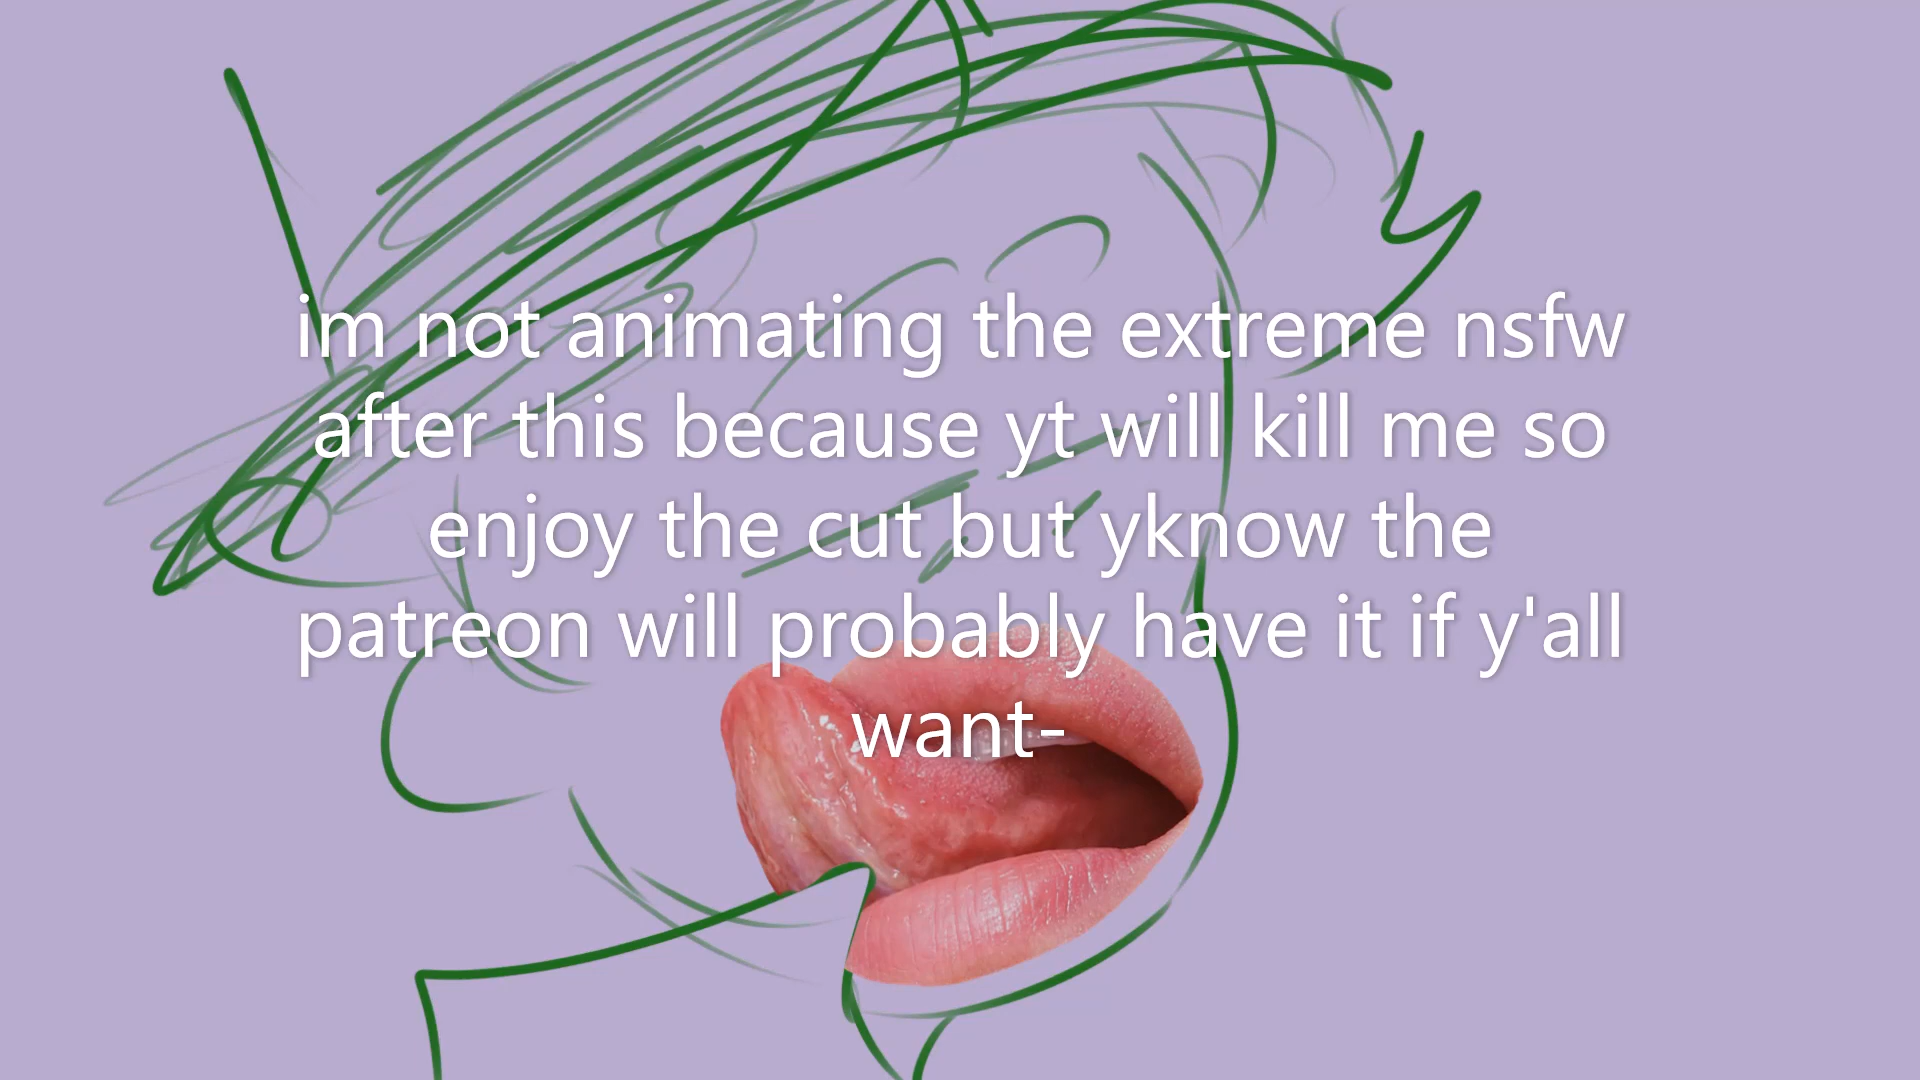 im not animating the extreme nsfw
after this because yt will kill me so
enjoy the cut but yknow the
patreon will probably have it if y'all
want-